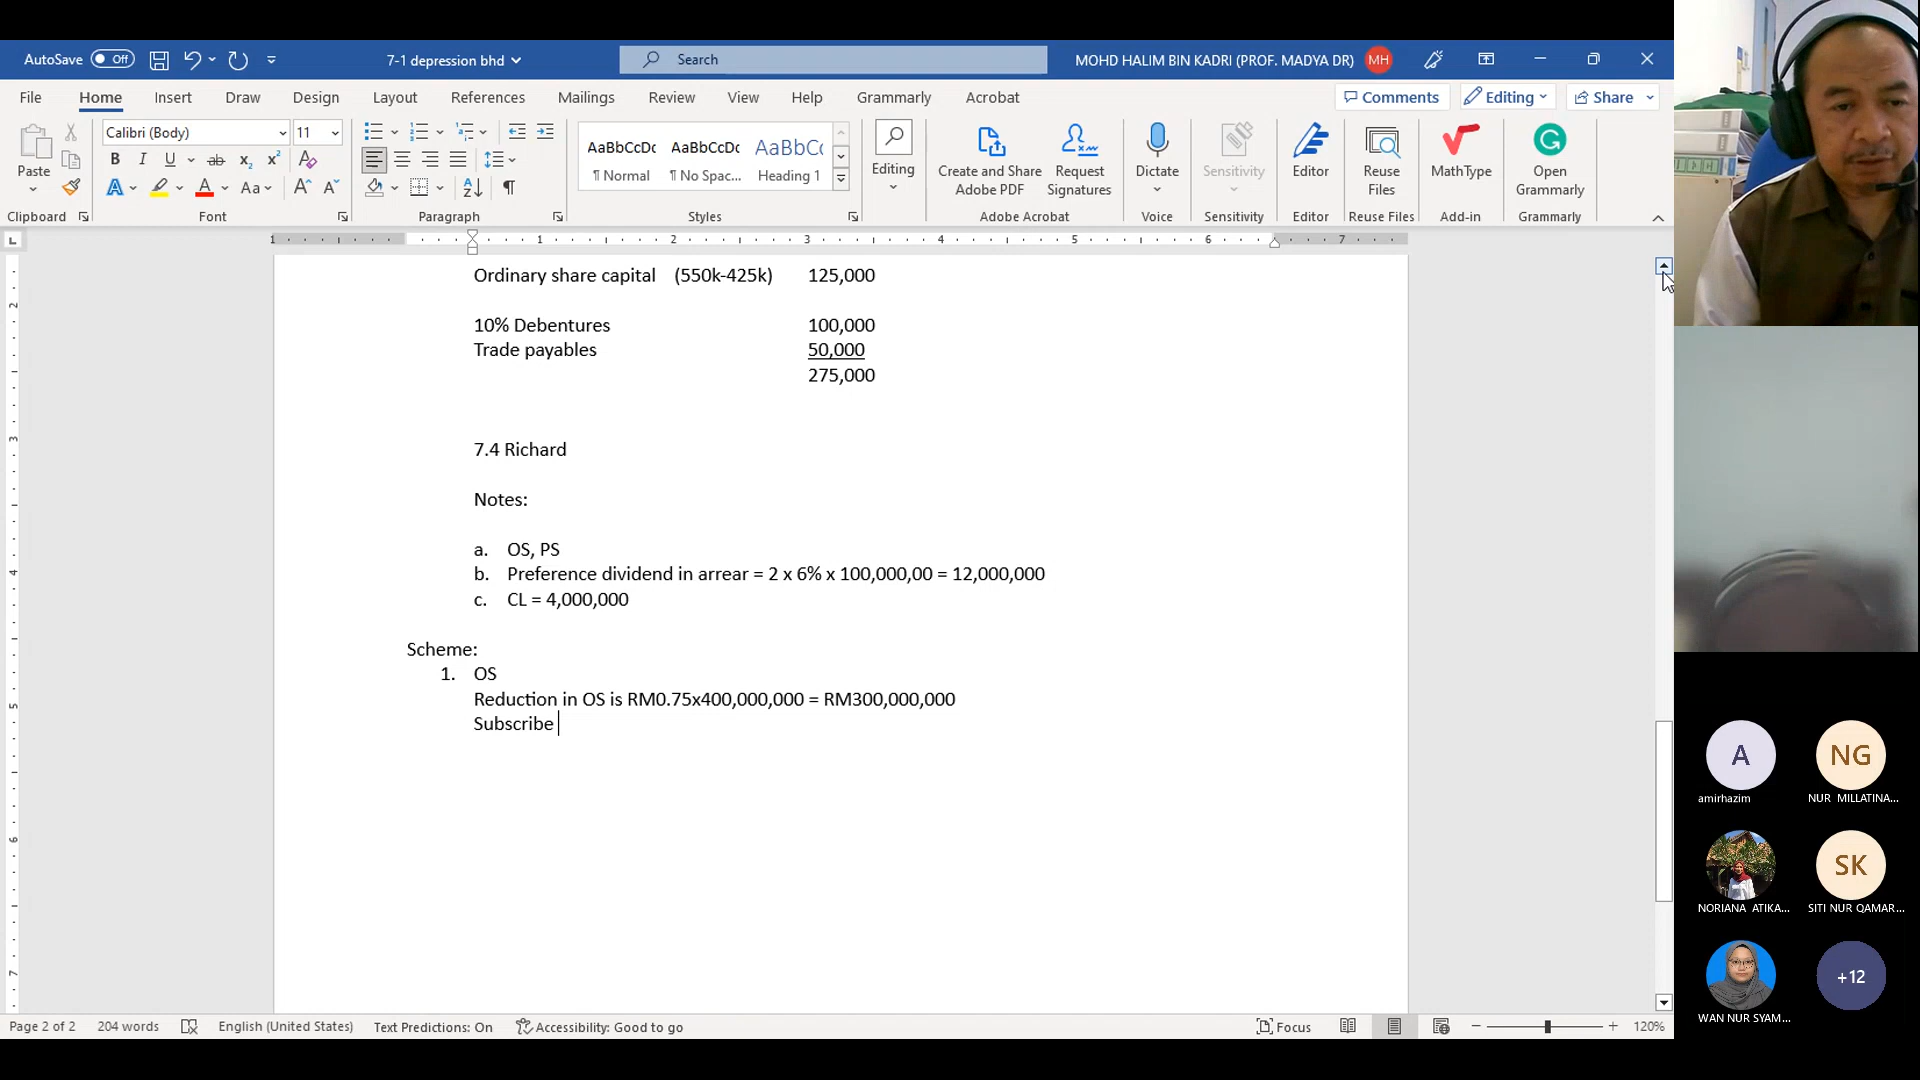 AutoSave Off 7-1 depression bhd Search MOHD HALIM BIN KADRI (PROF. MADYA DR) MH
File Home Insert Draw Design Layout References Mailings Review View Help Grammarly Acrobat Comments Editing Share
Calibri (Body) 11
Paste
AaBbCcDc AaBbCcDc AaBbCc
¶ Normal ¶ No Spac... Heading 1
Editing
Create and Share Adobe PDF
Request Signatures
Dictate
Sensitivity
Editor
Reuse Files
MathType
Open Grammarly
Clipboard Font Paragraph Styles Adobe Acrobat Voice Sensitivity Editor Reuse Files Add-in Grammarly
1 1 2 3 4 5 6 7
Ordinary share capital (550k-425k) 125,000
10% Debentures 100,000
Trade payables 50,000
275,000
7.4 Richard
Notes:
a. OS, PS
b. Preference dividend in arrear = 2 x 6% x 100,000,00 = 12,000,000
c. CL = 4,000,000
Scheme:
1. OS
Reduction in OS is RM0.75x400,000,000 = RM300,000,000
Subscribe
Page 2 of 2 204 words English (United States) Text Predictions: On Accessibility: Good to go Focus 120%
A NG
amirhazim NUR MILLATINA...
SK
NORIANA ATIKA... SITI NUR QAMAR...
+12
WAN NUR SYAM...